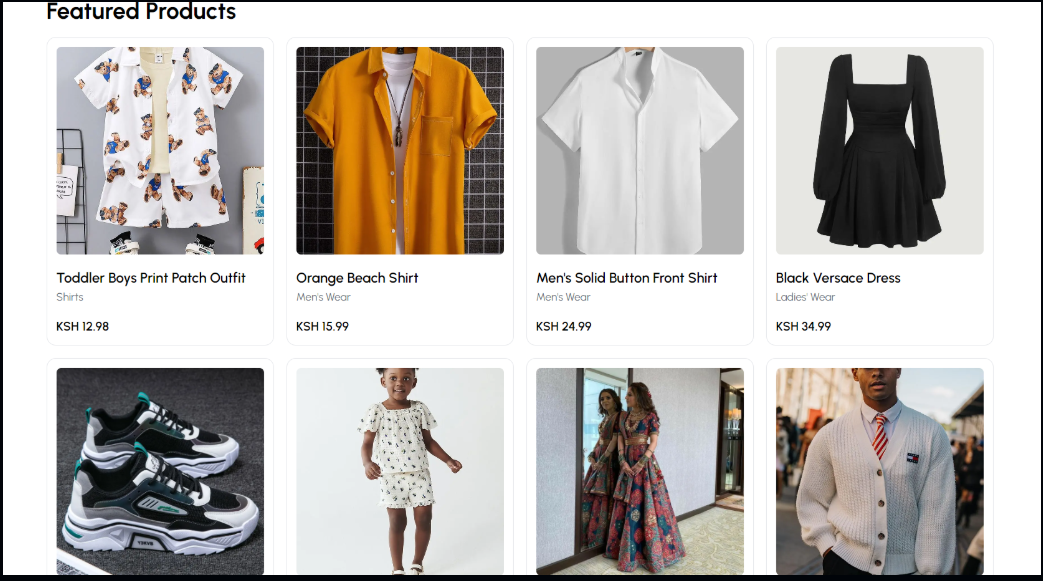 Featured Products
Toddler Boys Print Patch Outfit
Shirts
KSH 12.98
Orange Beach Shirt
Men's Wear
KSH 15.99
Men's Solid Button Front Shirt
Men's Wear
KSH 24.99
Black Versace Dress
Ladies' Wear
KSH 34.99